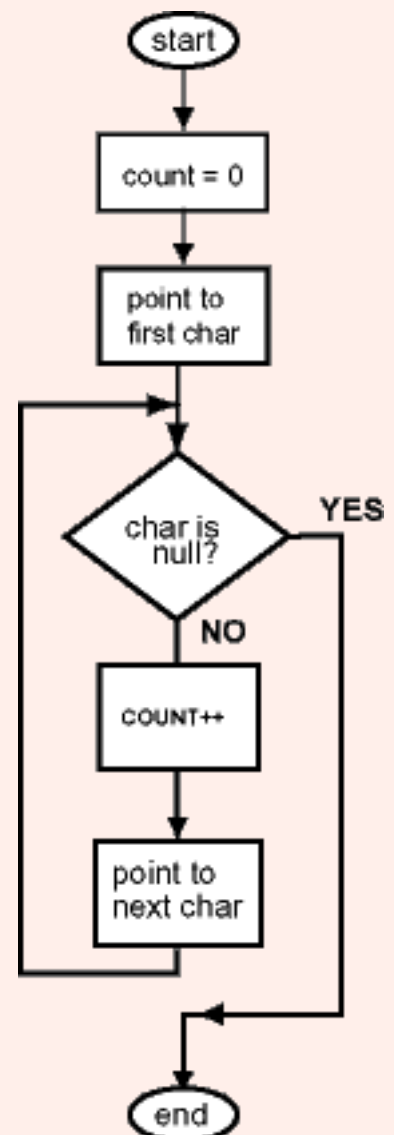 start
count = 0
point to
first char
char is
null?
YES
NO
COUNT++
point to
next char
end